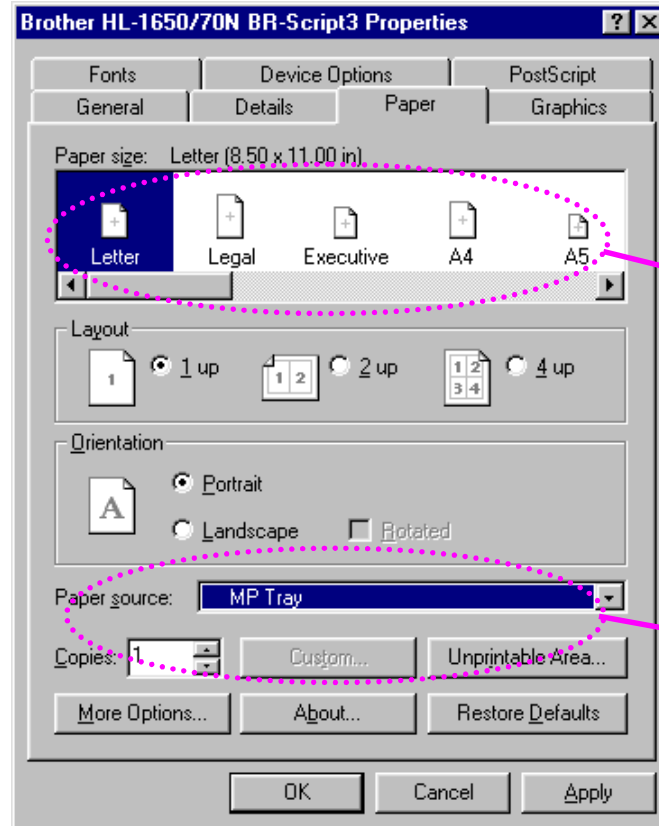 Brother HL-1650/70N BR-Script3 Properties
Fonts Device Options PostScript
General Details Paper Graphics
Paper size: Letter (8.50 x 11.00 in)
Letter Legal Executive A4 A5
Layout
1 1 up 1 2 2 up 1 2 3 4 4 up
Orientation
A Portrait
Landscape Rotated
Paper source: MP Tray
Copies: 1 Custom... Unprintable Area...
More Options... About... Restore Defaults
OK Cancel Apply